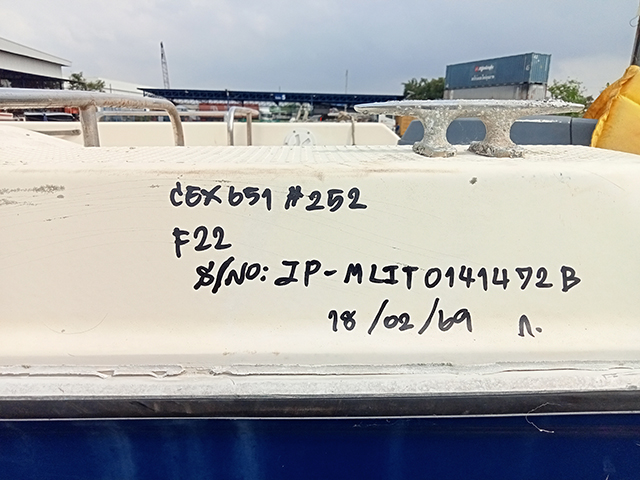 CEX651 #252
F22
S/NO: JP-MLIT0141472B
18/02/69 ก.